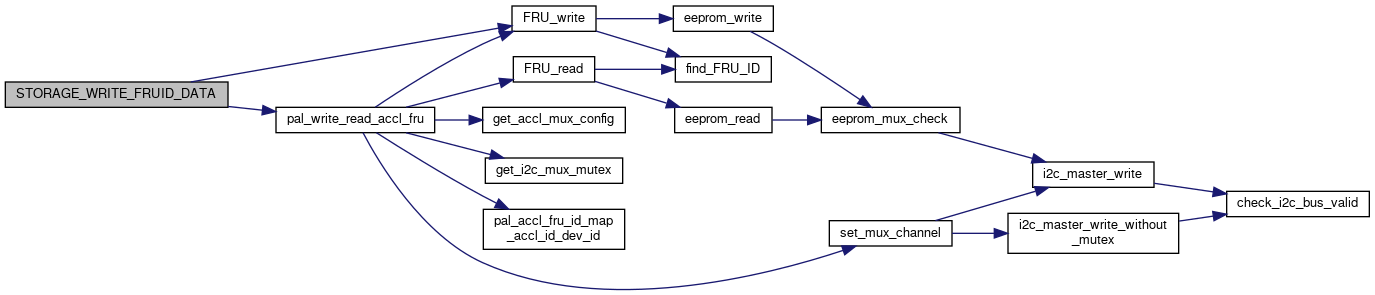 STORAGE_WRITE_FRUID_DATA
FRU_write
pal_write_read_accl_fru
FRU_read
get_accl_mux_config
get_i2c_mux_mutex
pal_accl_fru_id_map
_accl_id_dev_id
eeprom_write
find_FRU_ID
eeprom_read
eeprom_mux_check
set_mux_channel
i2c_master_write
i2c_master_write_without
_mutex
check_i2c_bus_valid